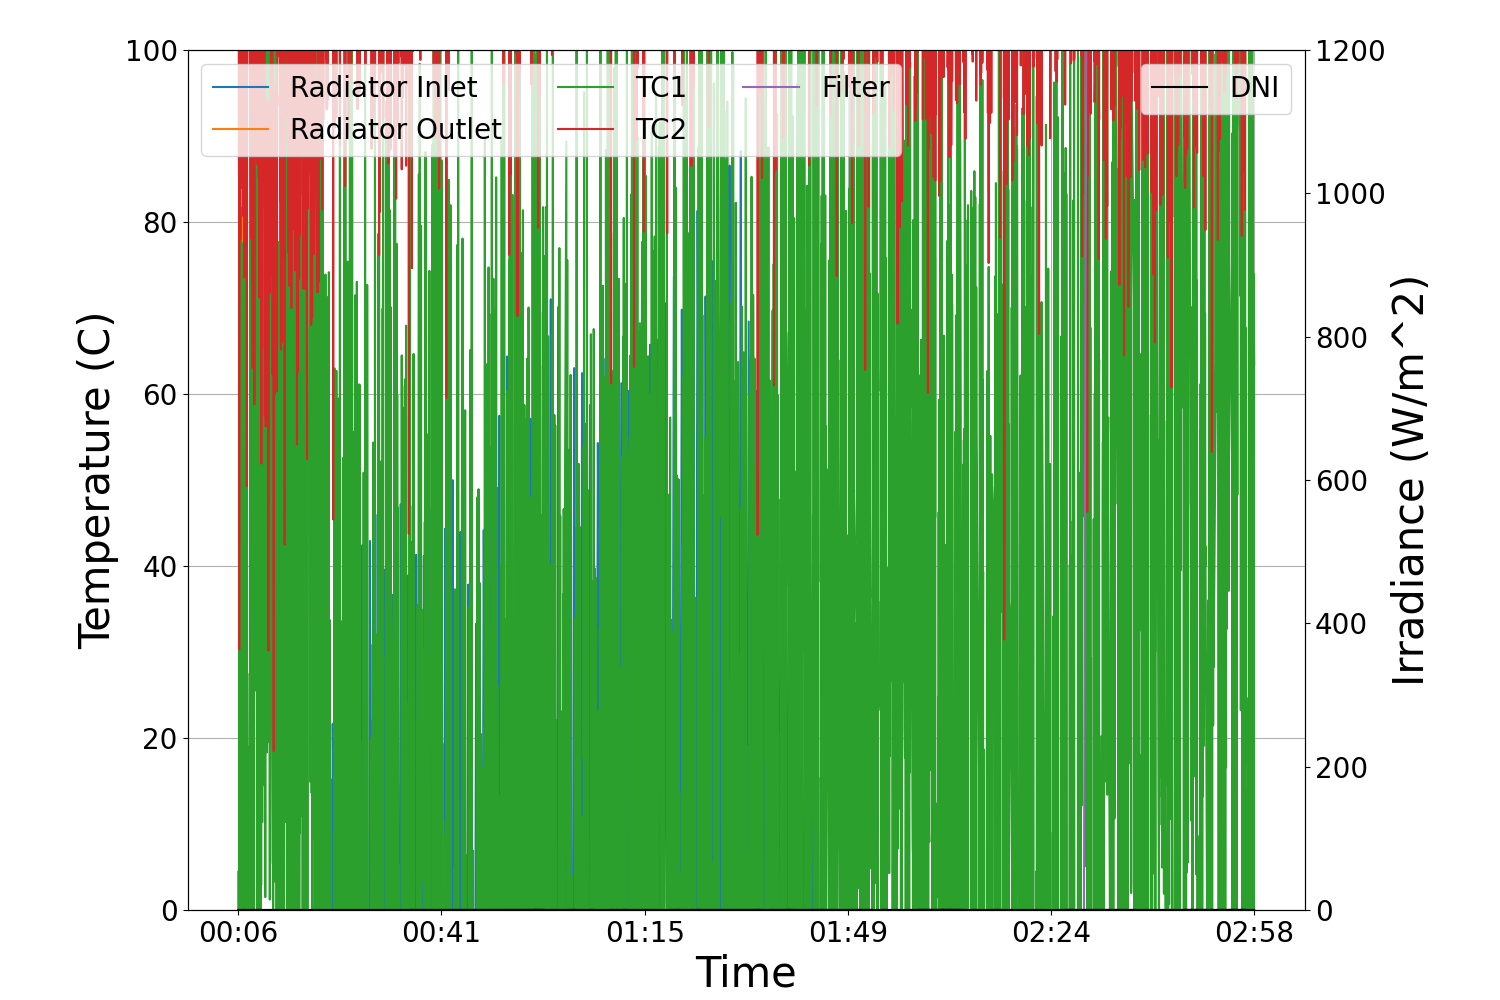 100
80
60
40
20
0
Temperature (C)
Radiator Inlet
Radiator Outlet
TC1
TC2
Filter
DNI
1200
1000
800
600
400
200
0
Irradiance (W/m^2)
00:06 00:41 01:15 01:49 02:24 02:58
Time